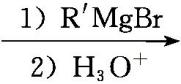 1) R′MgBr
2) H₃O⁺